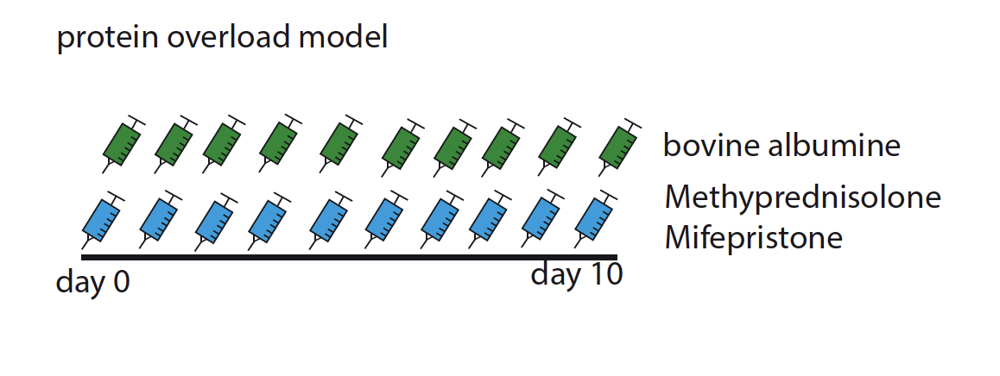 protein overload model
bovine albumine
Methyprednisolone
Mifepristone
day 0
day 10